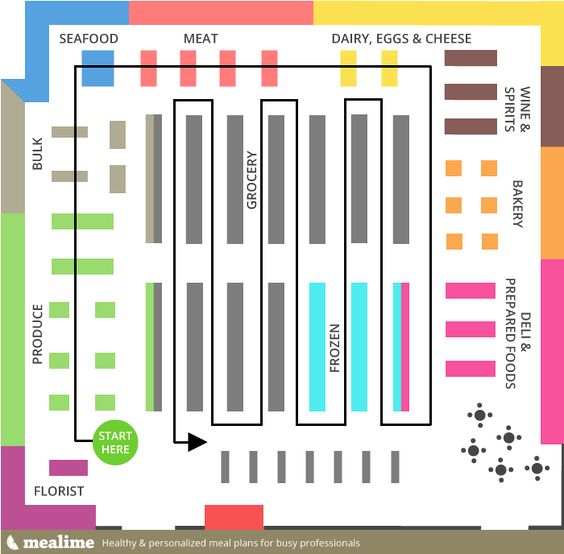 SEAFOOD
MEAT
DAIRY, EGGS & CHEESE
WINE &
SPIRITS
BULK
GROCERY
BAKERY
PRODUCE
FROZEN
DELI &
PREPARED FOODS
START
HERE
FLORIST
mealime
Healthy & personalized meal plans for busy professionals